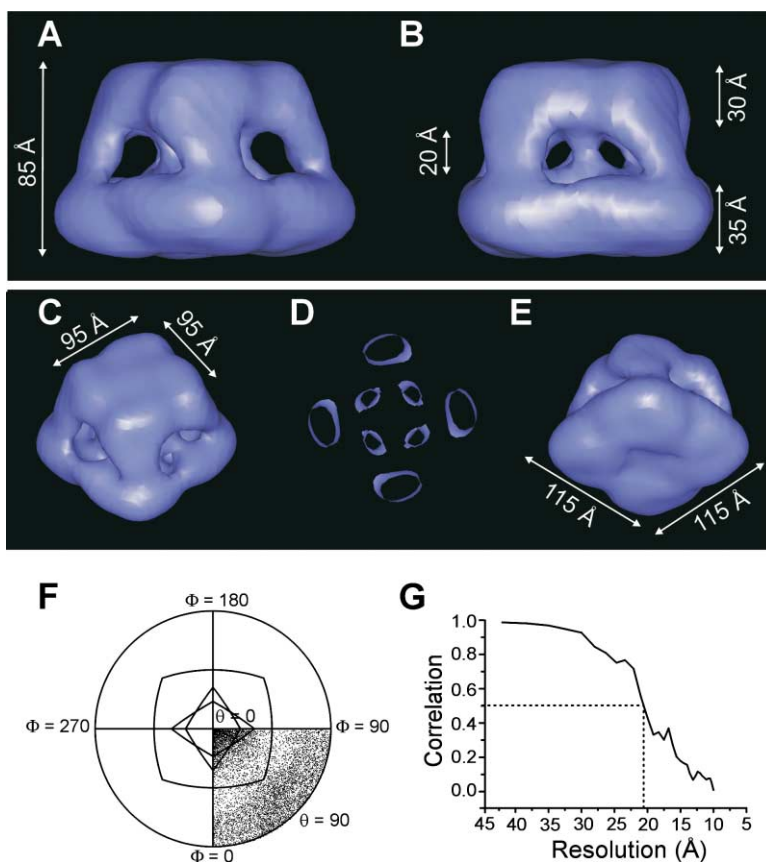 A
B
85 Å
20 Å
30 Å
35 Å
C
D
E
95 Å
95 Å
115 Å
115 Å
F
G
Φ = 180
Φ = 270
θ = 0
Φ = 90
θ = 90
Φ = 0
Correlation
1.0
0.8
0.6
0.4
0.2
0.0
45 35 30 25 20 15 10 5
Resolution (Å)